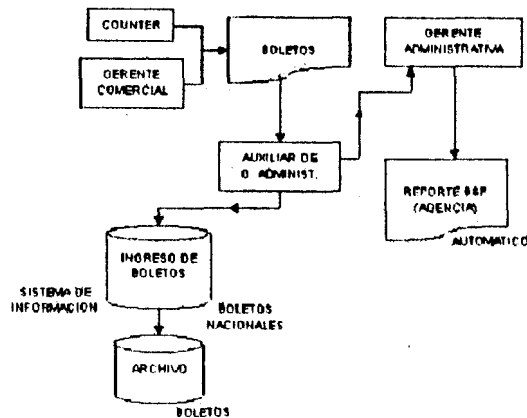 COUNTER
GERENTE
COMERCIAL
BOLETOS
GERENTE
ADMINISTRATIVA
AUXILIAR DE
G. ADMINIST.
REPORTE BSP
(AGENCIA)
AUTOMATICO
INGRESO DE
BOLETOS
SISTEMA DE
INFORMACION
BOLETOS
NACIONALES
ARCHIVO
BOLETOS